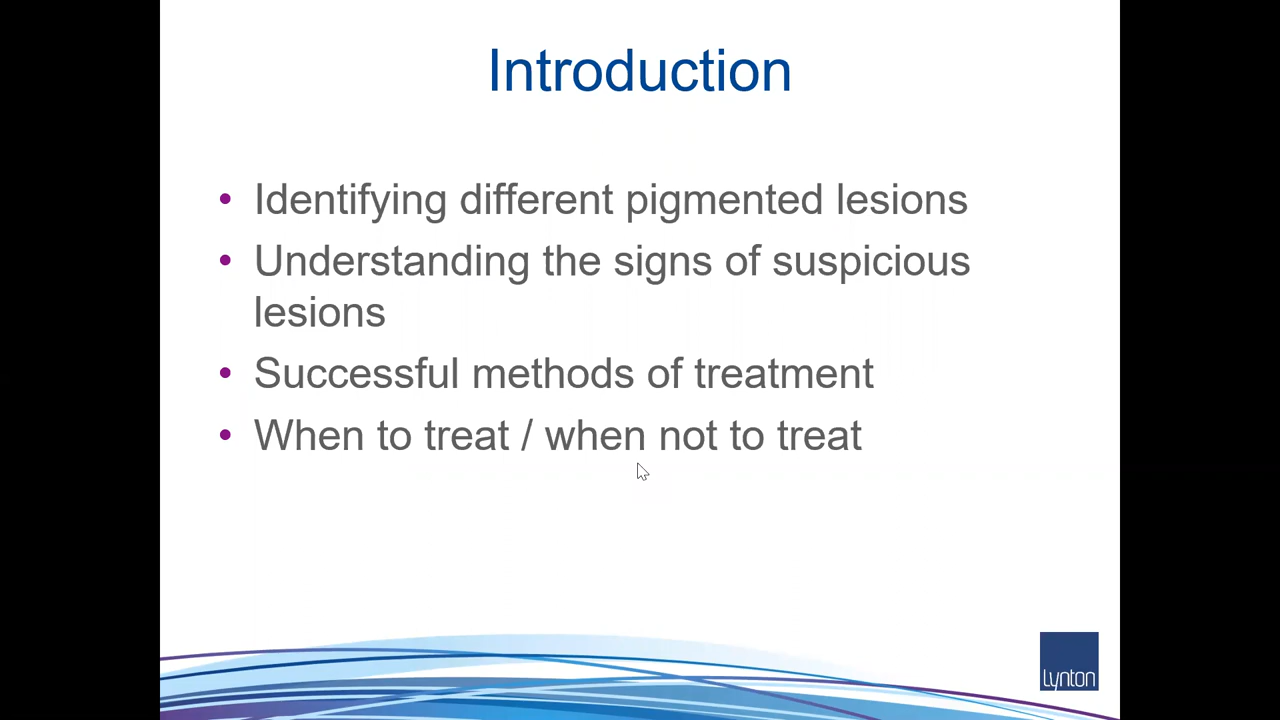 Introduction
• Identifying different pigmented lesions
• Understanding the signs of suspicious
lesions
• Successful methods of treatment
• When to treat / when not to treat
Lynton